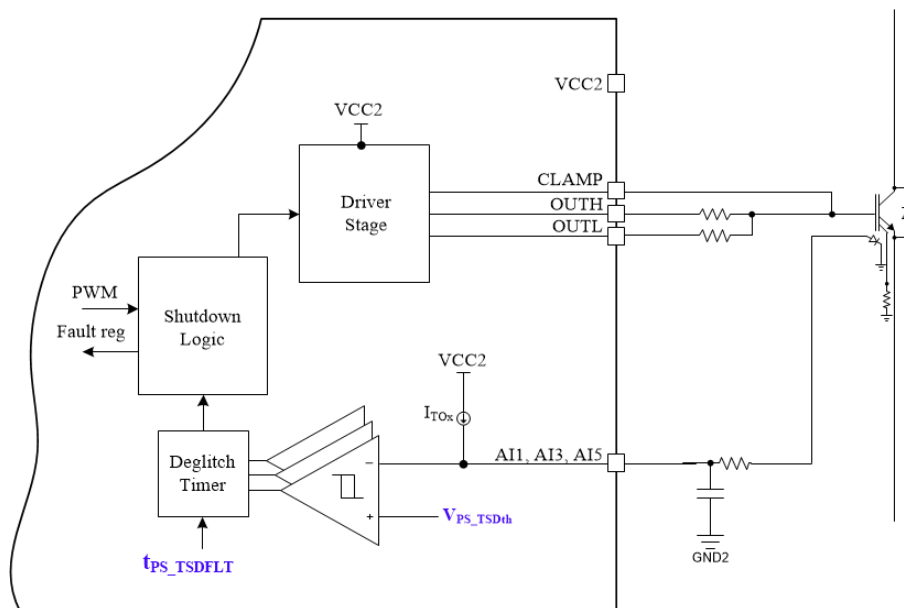 VCC2
VCC2
Driver
Stage
CLAMP
OUTH
OUTL
PWM
Fault reg
Shutdown
Logic
VCC2
ITOx
Deglitch
Timer
AI1, AI3, AI5
−
+
VPS_TSDth
tPS_TSDFLT
GND2